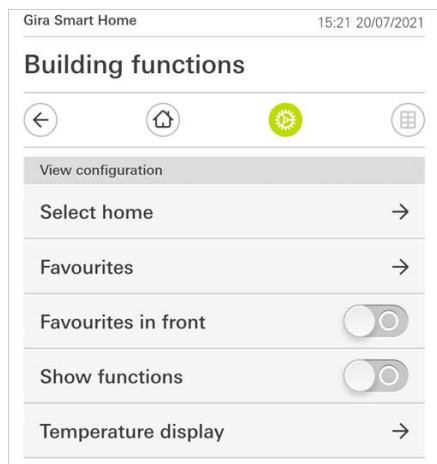 Gira Smart Home 15:21 20/07/2021
Building functions
View configuration
Select home
Favourites
Favourites in front
Show functions
Temperature display